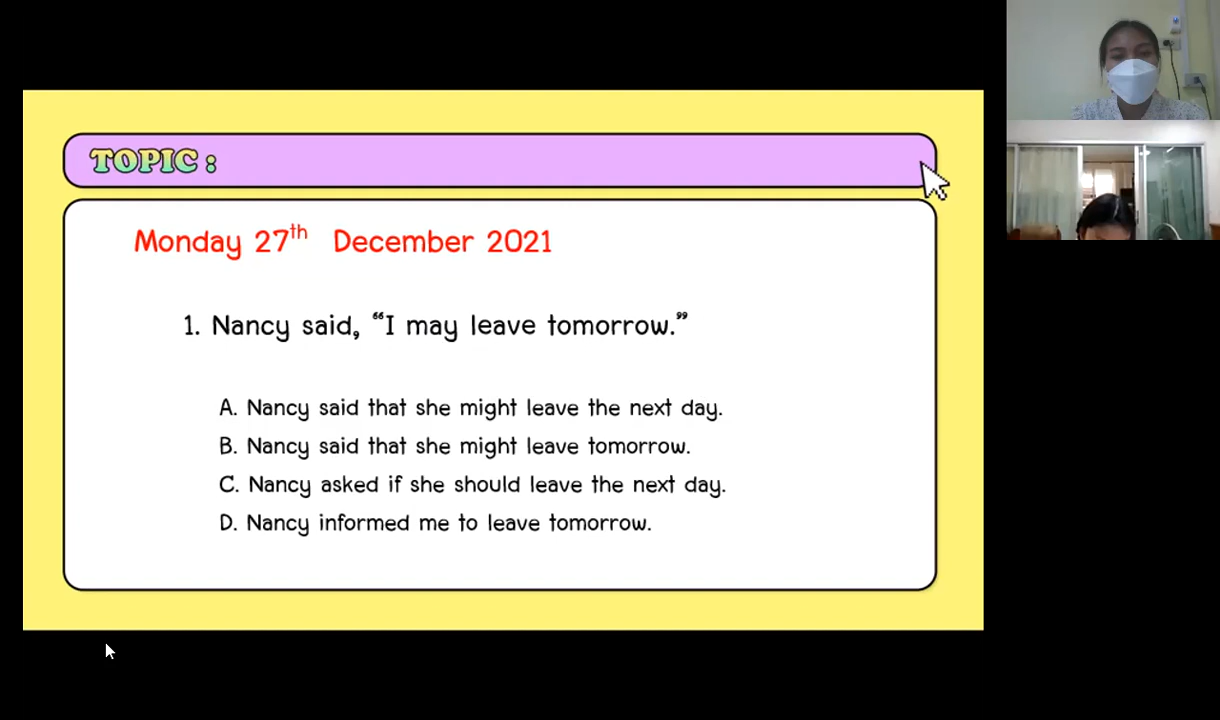 TOPIC :
Monday 27th December 2021
1. Nancy said, “I may leave tomorrow.”
A. Nancy said that she might leave the next day.
B. Nancy said that she might leave tomorrow.
C. Nancy asked if she should leave the next day.
D. Nancy informed me to leave tomorrow.